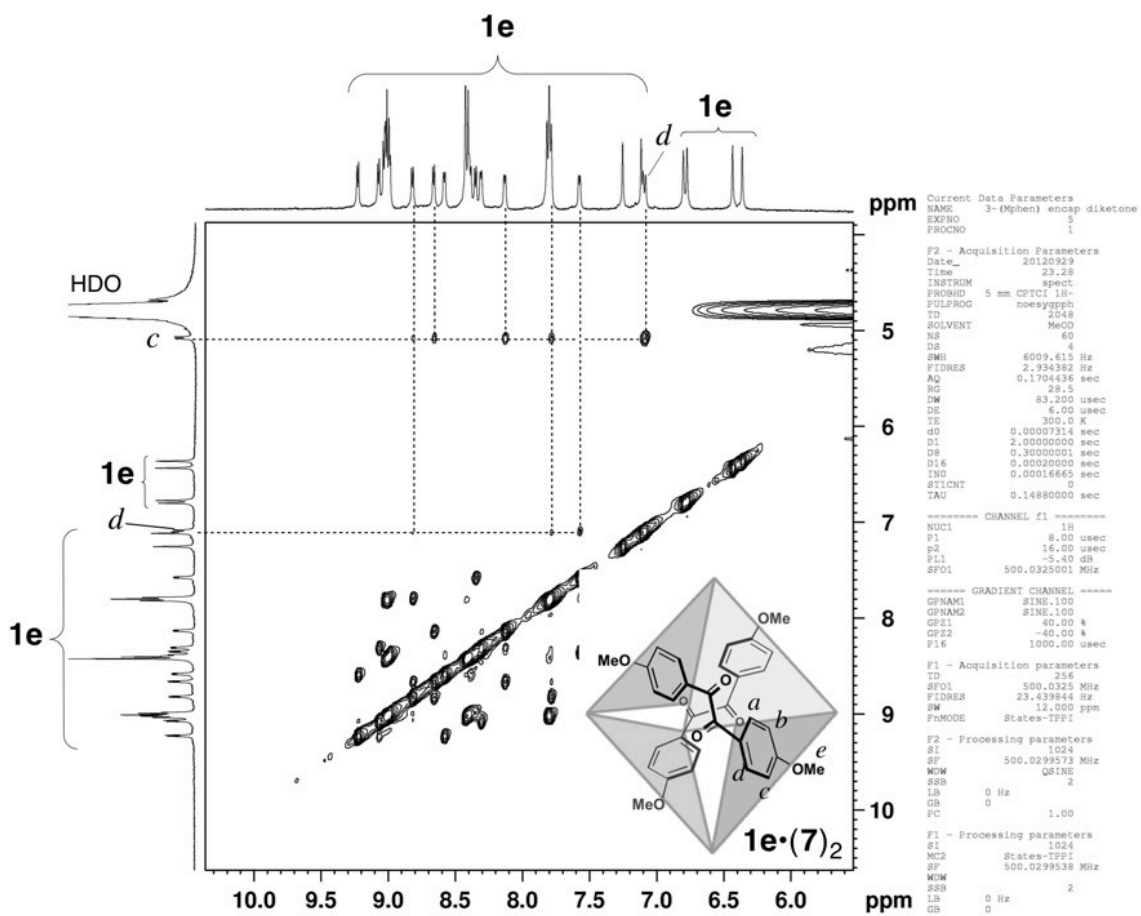 1e
1e
d
HDO
c
1e
d
1e
ppm
5
6
7
8
9
10
10.0 9.0 8.0 7.0 6.0 ppm
OMe
MeO
O
O
O
O
a
b
e
OMe
d
c
MeO
1e•(7)2
Current Data Parameters
NAME 3-(Mphen) encap diketone
EXPNO 5
PROCNO 1
F2 - Acquisition Parameters
Date_ 20120929
Time 23.28
INSTRUM spect
PROBHD 5 mm CPTCI 1H-
PULPROG noesygpph
TD 2048
SOLVENT MeOD
NS 60
DS 4
SWH 6009.615 Hz
FIDRES 2.934382 Hz
AQ 0.1704436 sec
RG 28.5
DW 83.200 usec
DE 6.00 usec
TE 300.0 K
d0 0.00007314 sec
D1 2.00000000 sec
D8 0.30000001 sec
D16 0.00020000 sec
IN0 0.00016665 sec
ST1CNT 0
TAU 0.14880000 sec
======== CHANNEL f1 ========
NUC1 1H
P1 8.00 usec
p2 16.00 usec
PL1 -5.40 dB
SFO1 500.0325001 MHz
====== GRADIENT CHANNEL =====
GPNAM1 SINE.100
GPNAM2 SINE.100
GPZ1 40.00 %
GPZ2 -40.00 %
P16 1000.00 usec
F1 - Acquisition parameters
TD 256
SFO1 500.0325 MHz
FIDRES 23.439844 Hz
SW 12.000 ppm
FnMODE States-TPPI
F2 - Processing parameters
SI 1024
SF 500.0299573 MHz
WDW QSINE
SSB 2
LB 0 Hz
GB 0
PC 1.00
F1 - Processing parameters
SI 1024
MC2 States-TPPI
SF 500.0299538 MHz
WDW
SSB 2
LB 0 Hz
GB 0